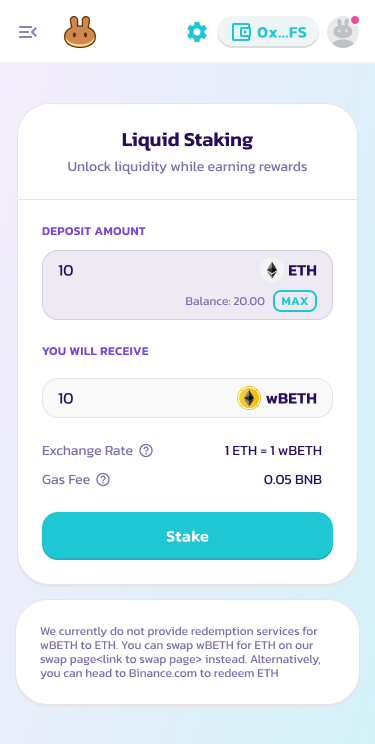 0x...FS
Liquid Staking
Unlock liquidity while earning rewards
DEPOSIT AMOUNT
10 ETH
Balance: 20.00 MAX
YOU WILL RECEIVE
10 wBETH
Exchange Rate ? 1 ETH = 1 wBETH
Gas Fee ? 0.05 BNB
Stake
We currently do not provide redemption services for
wBETH to ETH. You can swap wBETH for ETH on our
swap page<link to swap page> instead. Alternatively,
you can head to Binance.com to redeem ETH